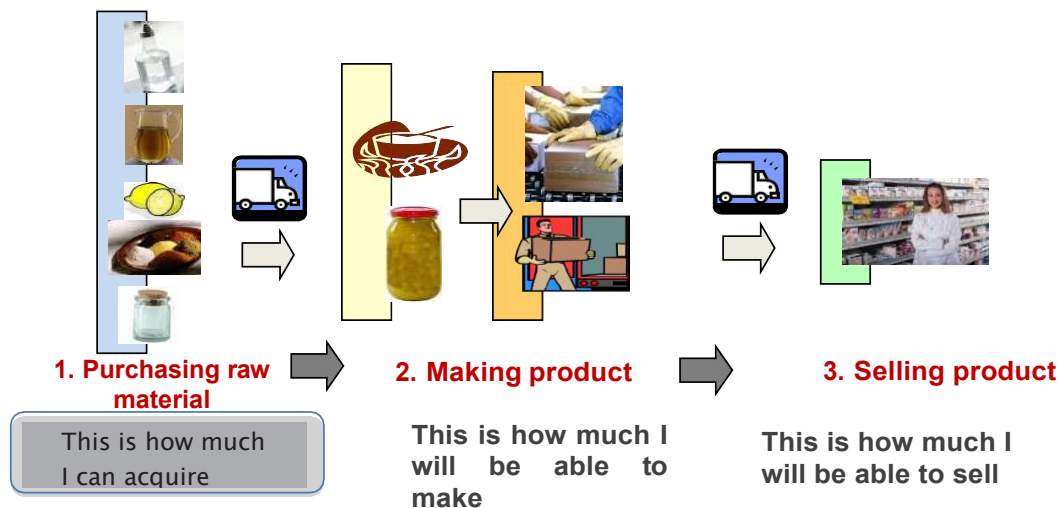 1. Purchasing raw
material
This is how much
I can acquire
2. Making product
This is how much I
will be able to
make
3. Selling product
This is how much I
will be able to sell